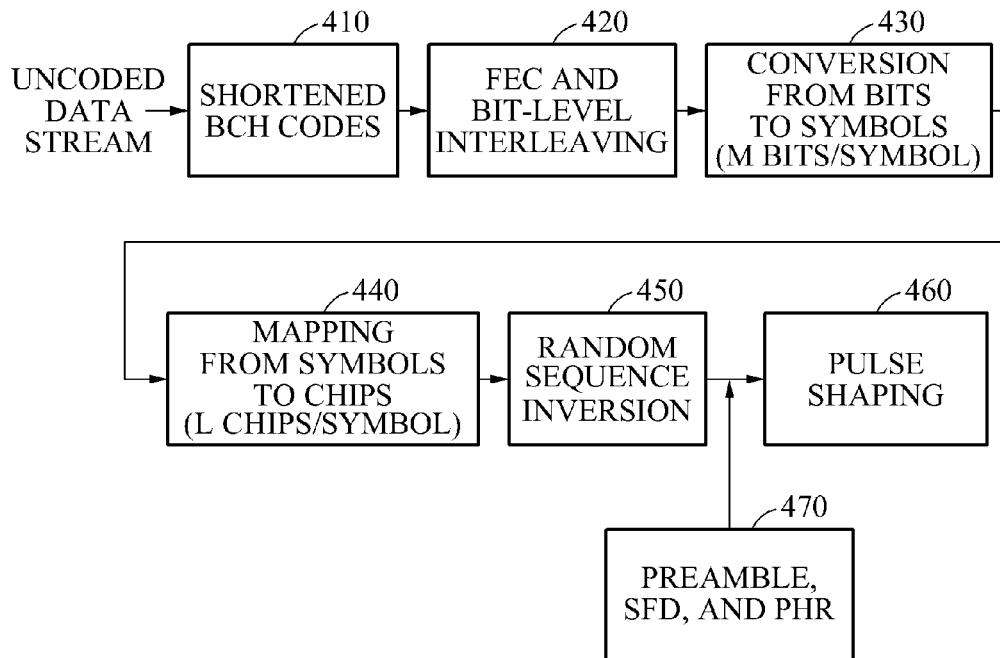 410
420
430
UNCODED
DATA
STREAM
SHORTENED
BCH CODES
FEC AND
BIT-LEVEL
INTERLEAVING
CONVERSION
FROM BITS
TO SYMBOLS
(M BITS/SYMBOL)
440
450
460
MAPPING
FROM SYMBOLS
TO CHIPS
(L CHIPS/SYMBOL)
RANDOM
SEQUENCE
INVERSION
PULSE
SHAPING
470
PREAMBLE,
SFD, AND PHR